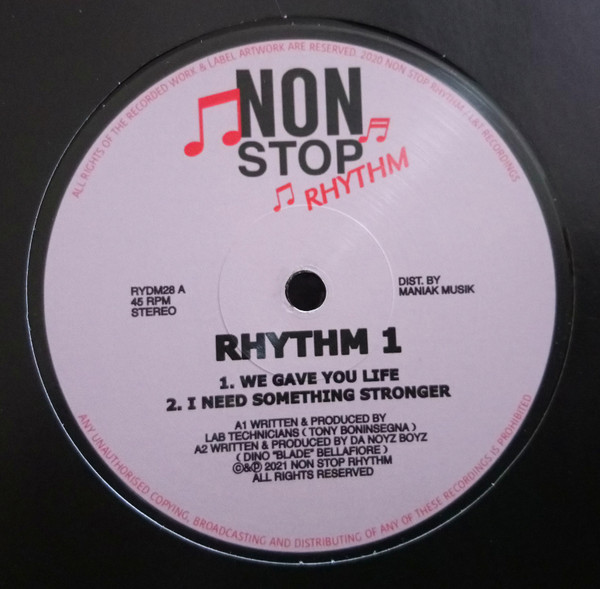 ALL RIGHTS OF THE RECORDED WORK & LABEL ARTWORK ARE RESERVED. 2020 NON STOP RHYTHM - L&T RECORDINGS
NON
STOP
RHYTHM
RYDM28 A
45 RPM
STEREO
DIST. BY
MANIAK MUSIK
RHYTHM 1
1. WE GAVE YOU LIFE
2. I NEED SOMETHING STRONGER
A1 WRITTEN & PRODUCED BY
LAB TECHNICIANS ( TONY BONINSEGNA )
A2 WRITTEN & PRODUCED BY DA NOYZ BOYZ
( DINO "BLADE" BELLAFIORE )
©&℗ 2021 NON STOP RHYTHM
ALL RIGHTS RESERVED
ANY UNAUTHORISED COPYING, BROADCASTING AND DISTRIBUTING OF ANY OF THESE RECORDINGS IS PROHIBITED